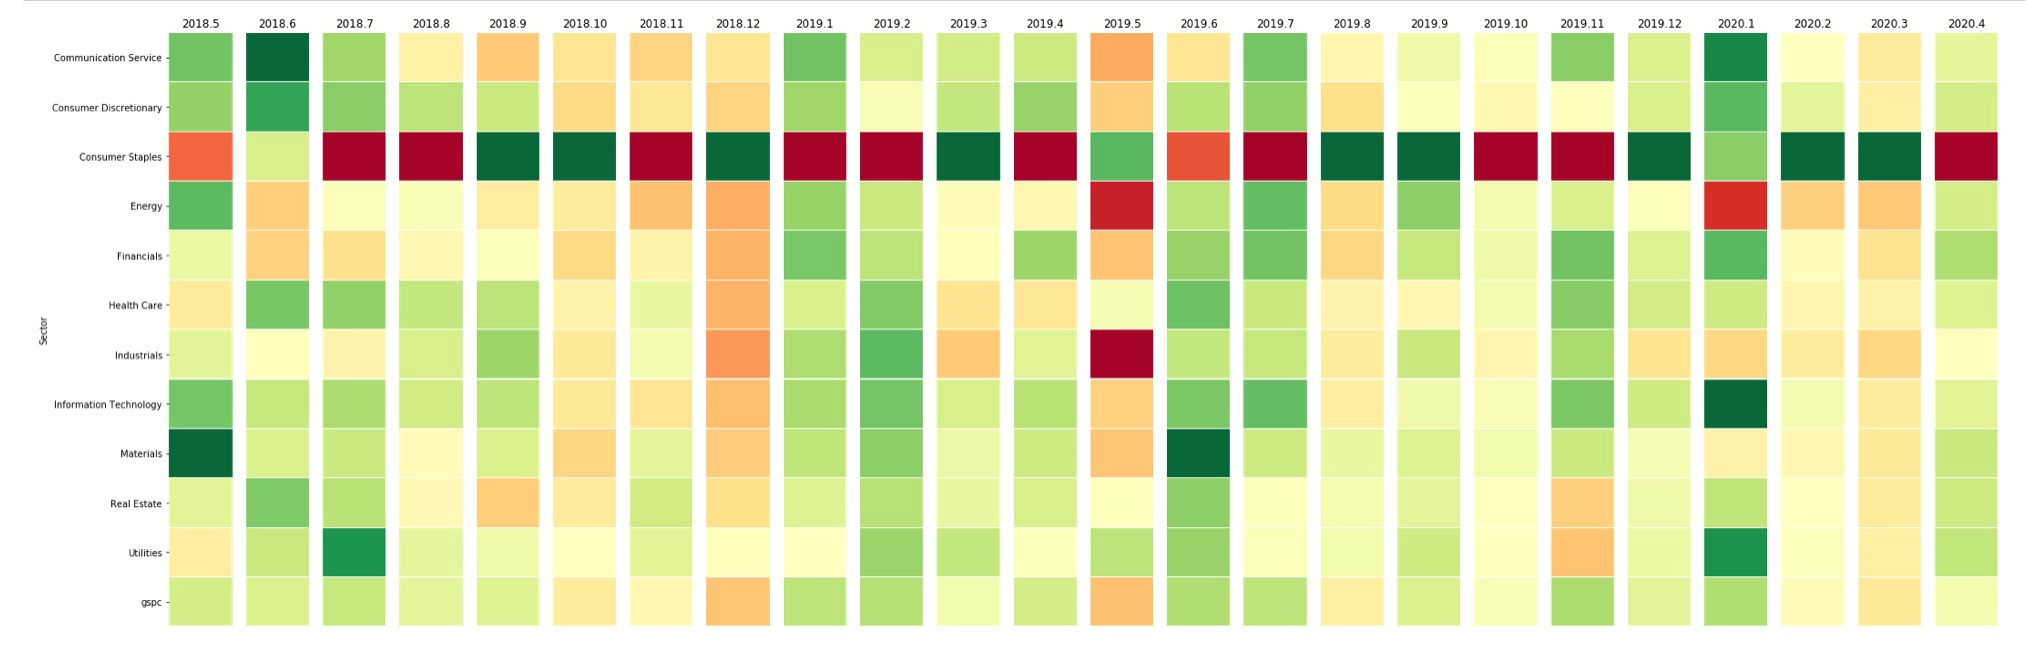 2018.5 2018.6 2018.7 2018.8 2018.9 2018.10 2018.11 2018.12 2019.1 2019.2 2019.3 2019.4 2019.5 2019.6 2019.7 2019.8 2019.9 2019.10 2019.11 2019.12 2020.1 2020.2 2020.3 2020.4
Communication Service
Consumer Discretionary
Consumer Staples
Energy
Financials
Health Care
Sector
Industrials
Information Technology
Materials
Real Estate
Utilities
gspc